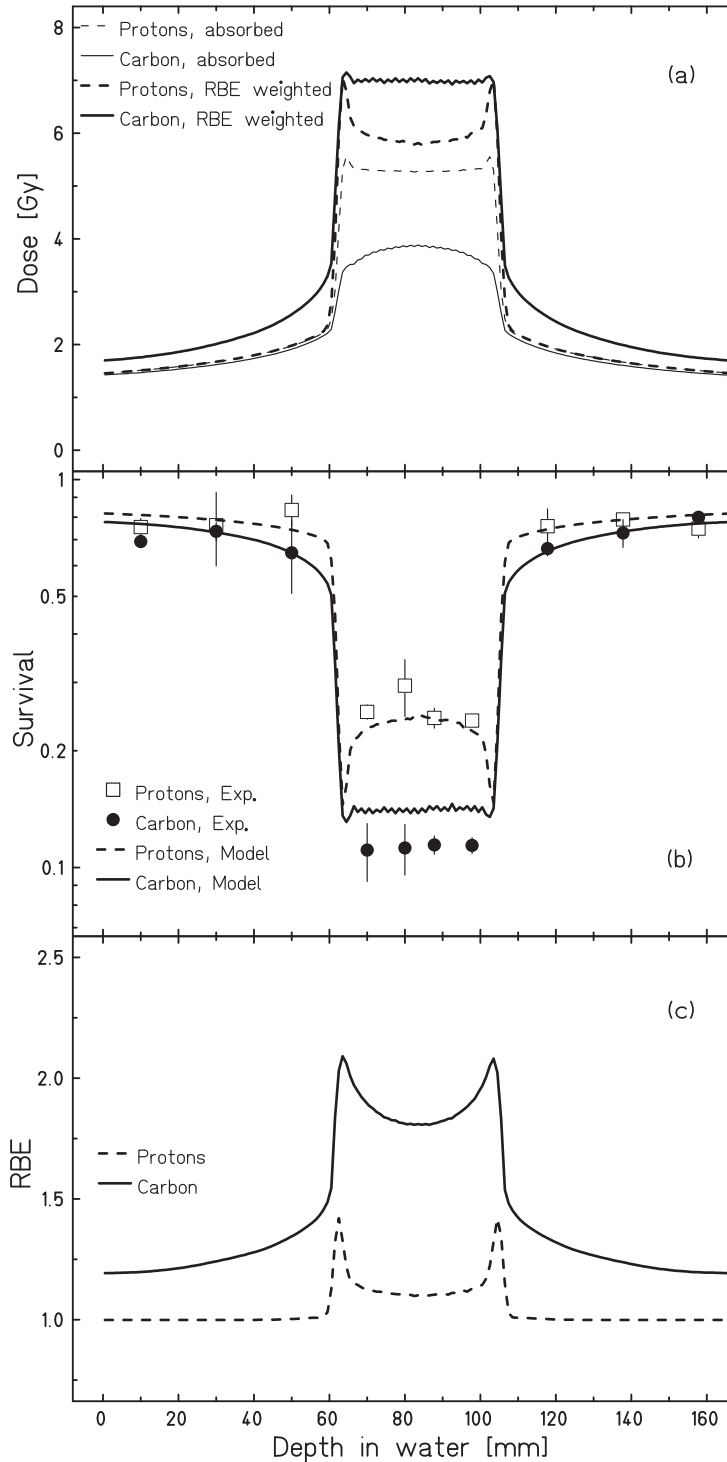 8
6
4
2
0
Dose [Gy]
Protons, absorbed
Carbon, absorbed
Protons, RBE weighted
Carbon, RBE weighted
(a)
1
0.5
0.2
0.1
Survival
Protons, Exp.
Carbon, Exp.
Protons, Model
Carbon, Model
(b)
2.5
2.0
1.5
1.0
RBE
Protons
Carbon
(c)
0 20 40 60 80 100 120 140 160
Depth in water [mm]